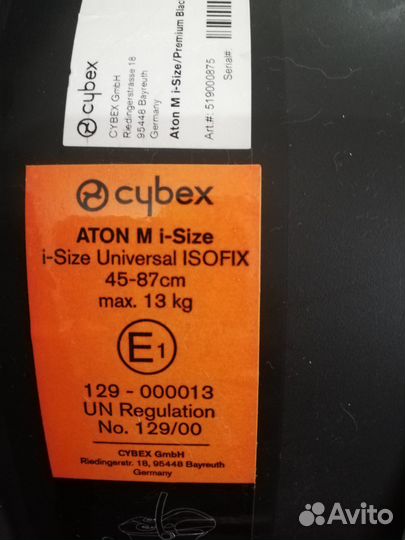 cybex
CYBEX GmbH
Riedingerstrasse 18
95448 Bayreuth
Germany
Aton M i-Size/Premium Blac
Art.#: 519000875
Serial#
cybex
ATON M i-Size
i-Size Universal ISOFIX
45-87cm
max. 13 kg
E1
129 - 000013
UN Regulation
No. 129/00
CYBEX GmbH
Riedingerstr. 18, 95448 Bayreuth
Germany
Avito